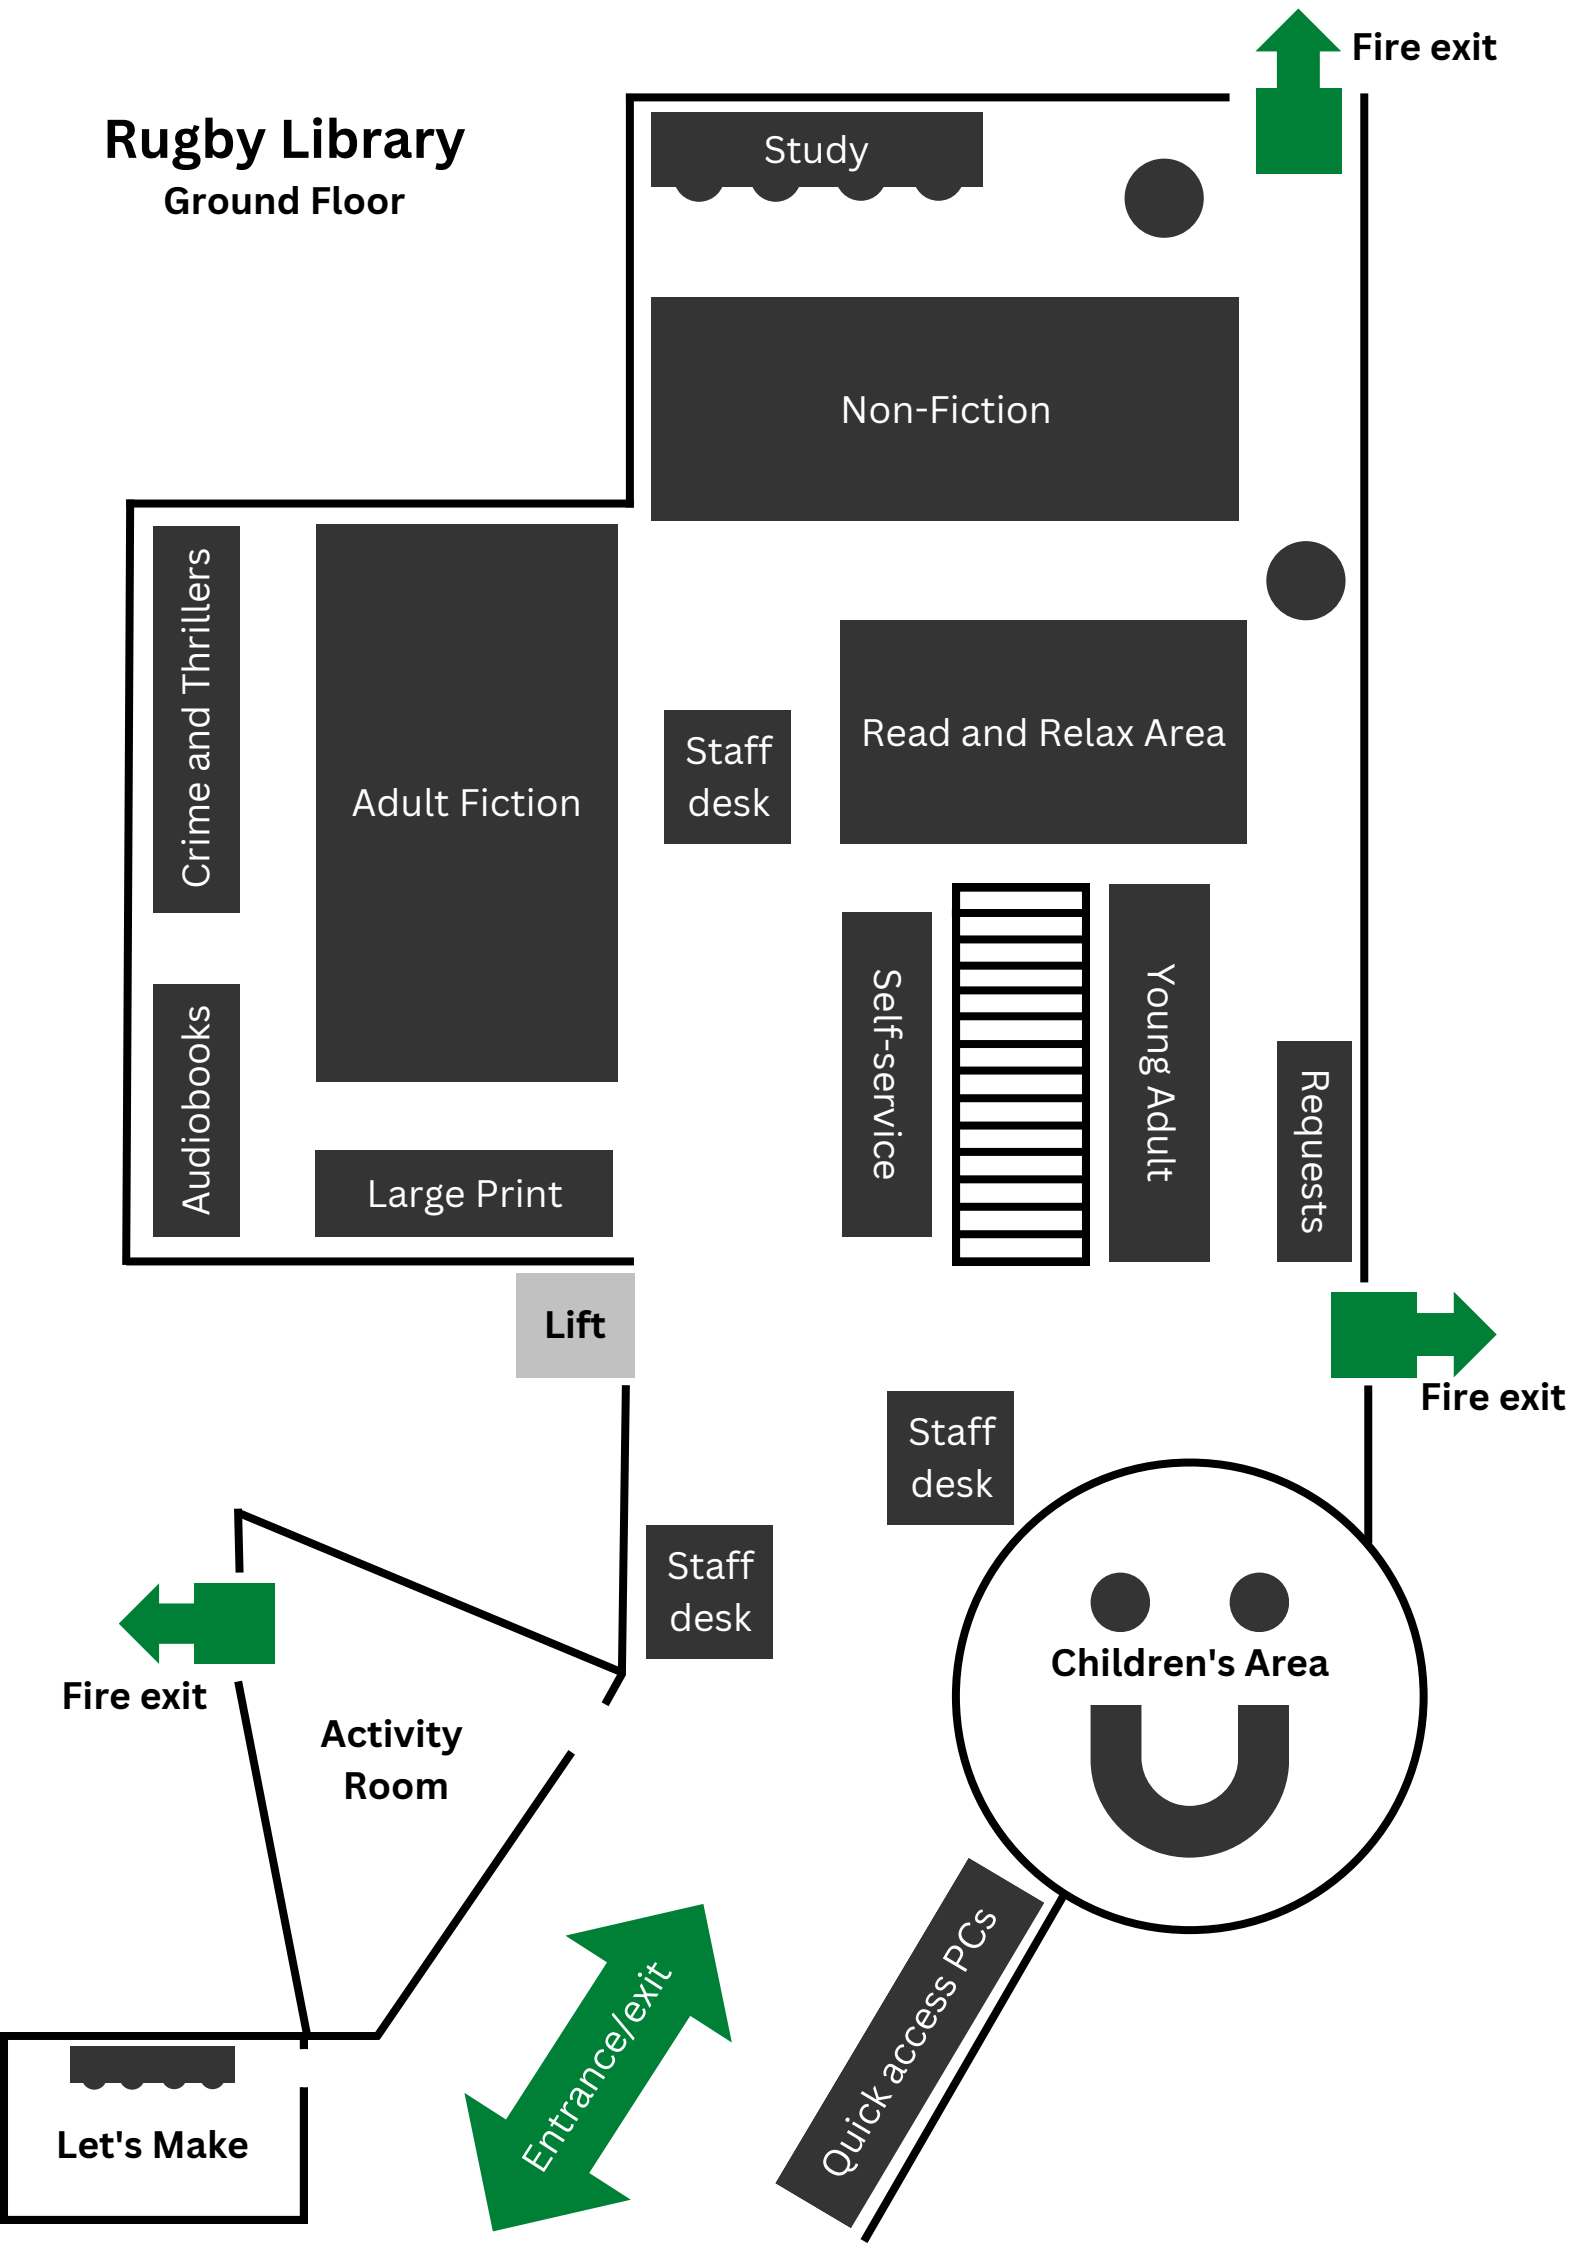 Fire exit
Rugby Library
Ground Floor
Study
Non-Fiction
Crime and Thrillers
Adult Fiction
Staff
desk
Read and Relax Area
Audiobooks
Large Print
Self-service
Young Adult
Requests
Lift
Fire exit
Staff
desk
Staff
desk
Fire exit
Activity
Room
Children's Area
Entrance/exit
Quick access PCs
Let's Make